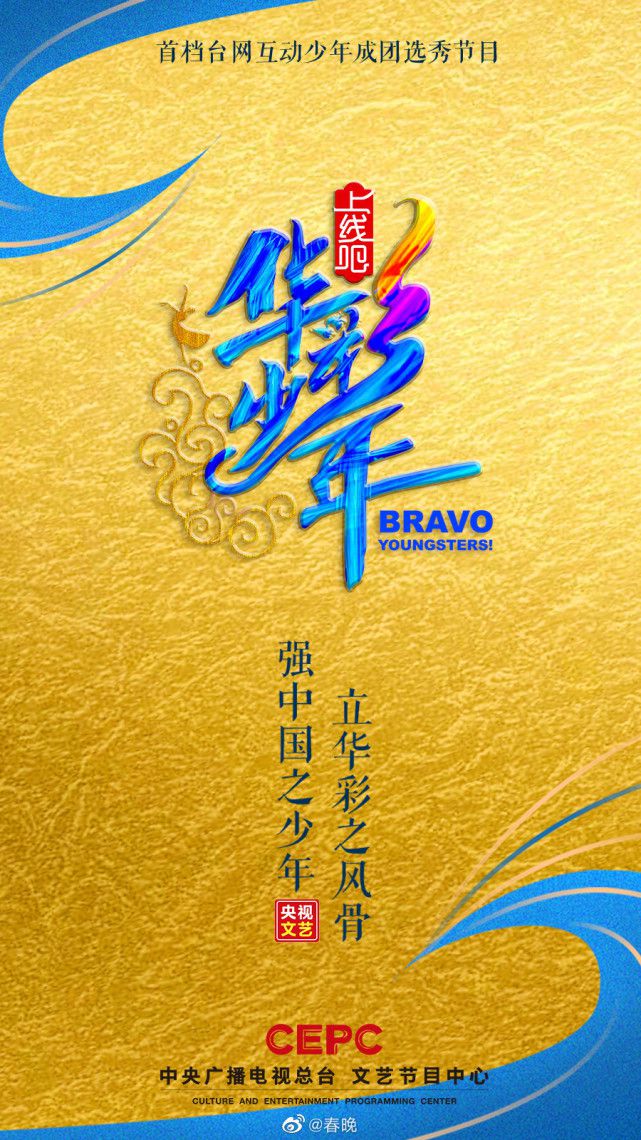 首档台网互动少年成团选秀节目
上线吧
华彩少年
BRAVO
YOUNGSTERS!
立华彩之风骨
强中国之少年
央视
文艺
CEPC
中央广播电视总台 文艺节目中心
CULTURE AND ENTERTAINMENT PROGRAMMING CENTER
@春晚